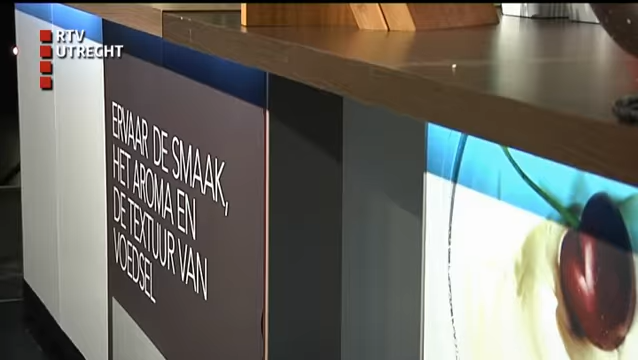 RTV
UTRECHT
ERVAAR DE SMAAK,
HET AROMA EN
DE TEXTUUR VAN
VOEDSEL